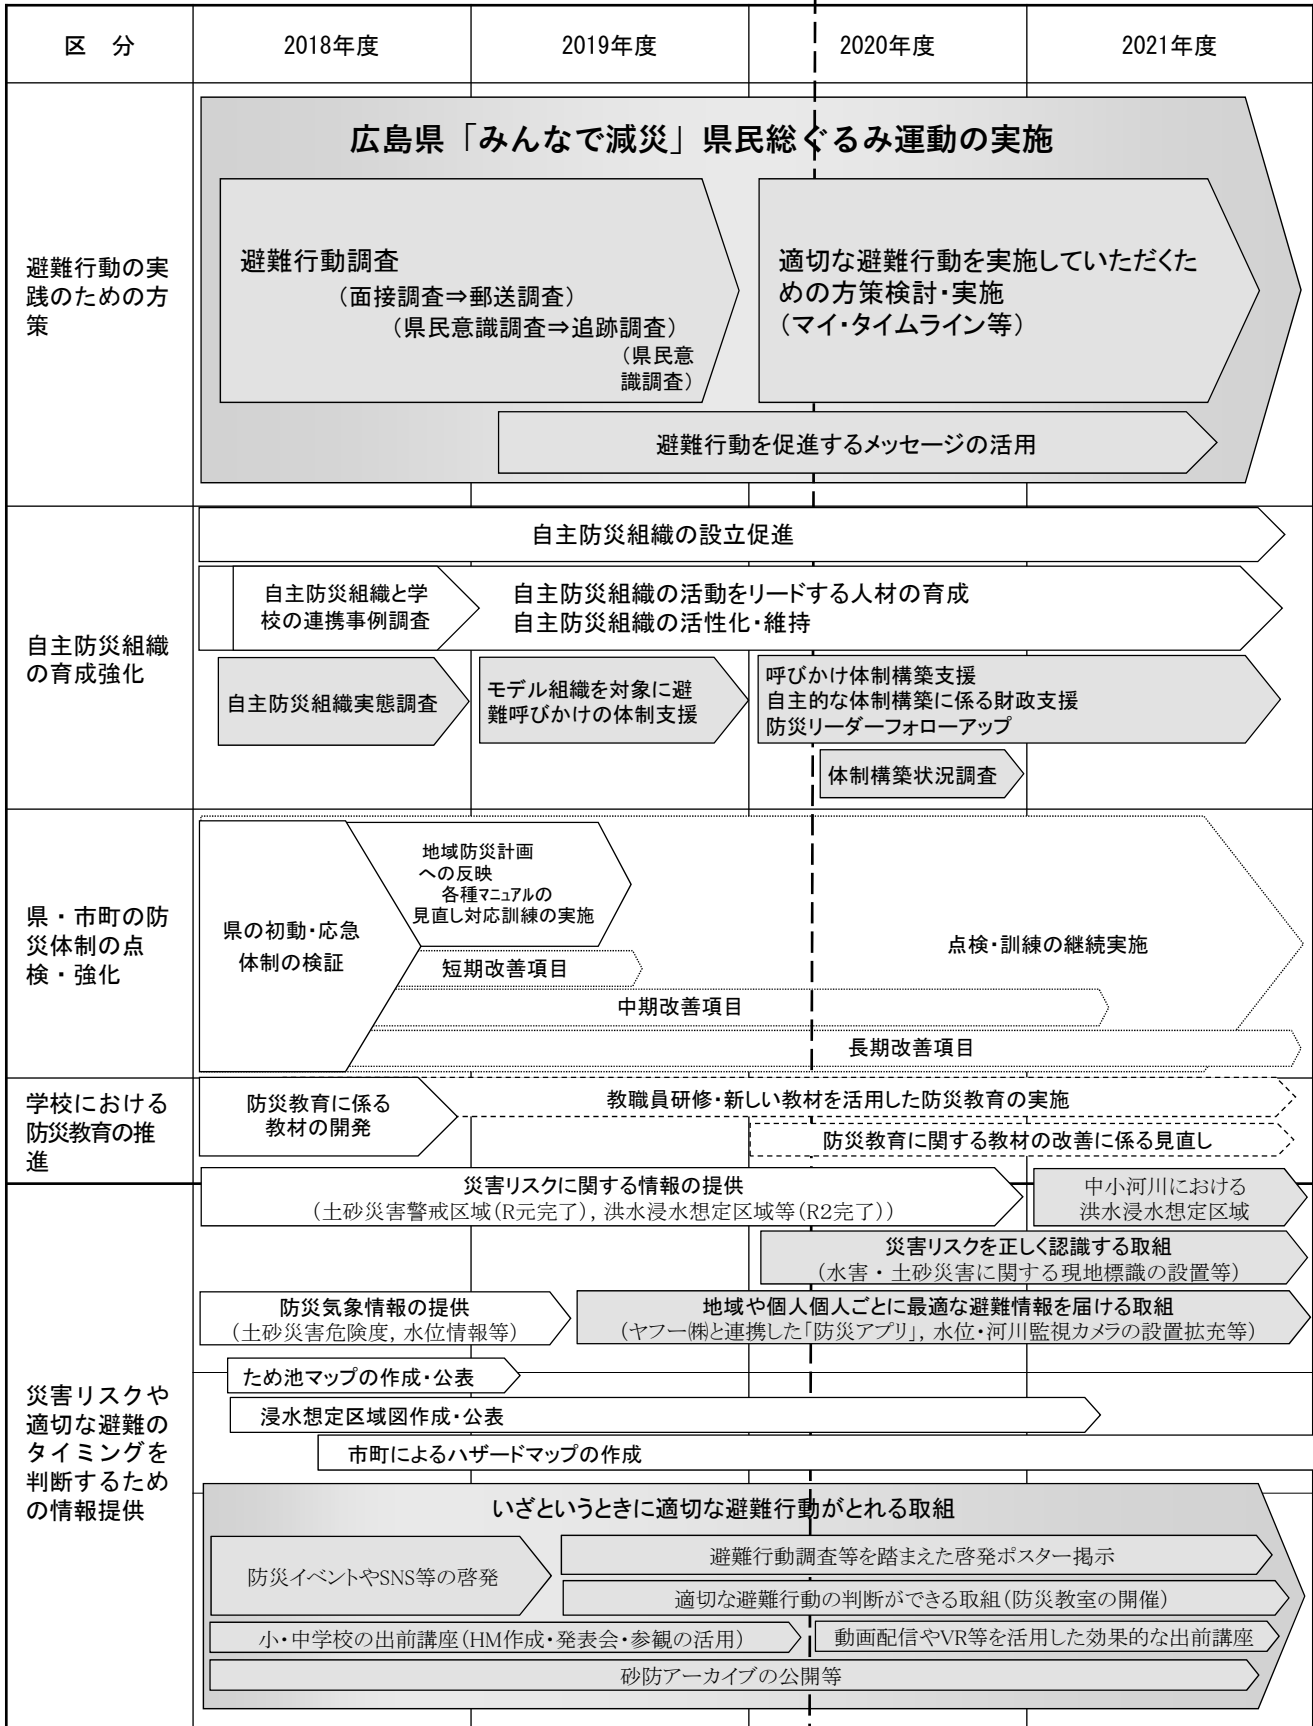 区　分
2018年度
2019年度
2020年度
2021年度
避難行動の実
践のための方
策
広島県「みんなで減災」県民総ぐるみ運動の実施
避難行動調査
（面接調査⇒郵送調査）
（県民意識調査⇒追跡調査）
（県民意
識調査）
適切な避難行動を実施していただくた
めの方策検討・実施
（マイ・タイムライン等）
避難行動を促進するメッセージの活用
自主防災組織
の育成強化
自主防災組織の設立促進
自主防災組織と学
校の連携事例調査
自主防災組織の活動をリードする人材の育成
自主防災組織の活性化・維持
自主防災組織実態調査
モデル組織を対象に避
難呼びかけの体制支援
呼びかけ体制構築支援
自主的な体制構築に係る財政支援
防災リーダーフォローアップ
体制構築状況調査
県・市町の防
災体制の点
検・強化
県の初動・応急
体制の検証
地域防災計画
への反映
各種マニュアルの
見直し対応訓練の実施
短期改善項目
中期改善項目
長期改善項目
点検・訓練の継続実施
学校における
防災教育の推
進
防災教育に係る
教材の開発
教職員研修・新しい教材を活用した防災教育の実施
防災教育に関する教材の改善に係る見直し
災害リスクや
適切な避難の
タイミングを
判断するため
の情報提供
災害リスクに関する情報の提供
（土砂災害警戒区域（R元完了），洪水浸水想定区域等（R2完了））
中小河川における
洪水浸水想定区域
災害リスクを正しく認識する取組
（水害・土砂災害に関する現地標識の設置等）
防災気象情報の提供
（土砂災害危険度，水位情報等）
地域や個人個人ごとに最適な避難情報を届ける取組
（ヤフー㈱と連携した「防災アプリ」，水位・河川監視カメラの設置拡充等）
ため池マップの作成・公表
浸水想定区域図作成・公表
市町によるハザードマップの作成
いざというときに適切な避難行動がとれる取組
防災イベントやSNS等の啓発
避難行動調査等を踏まえた啓発ポスター掲示
適切な避難行動の判断ができる取組（防災教室の開催）
小・中学校の出前講座（HM作成・発表会・参観の活用）
動画配信やVR等を活用した効果的な出前講座
砂防アーカイブの公開等